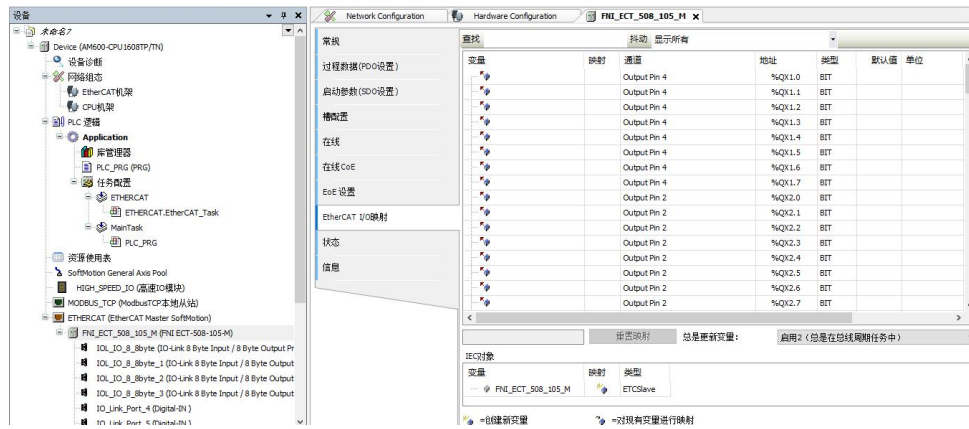 设备
未命名7
Device (AM600-CPU1608TP/TN)
设备诊断
网络组态
EtherCAT机架
CPU机架
PLC 逻辑
Application
库管理器
PLC_PRG (PRG)
任务配置
ETHERCAT
ETHERCAT.EtherCAT_Task
MainTask
PLC_PRG
资源使用表
SoftMotion General Axis Pool
HIGH_SPEED_IO (高速IO模块)
MODBUS_TCP (ModbusTCP本地从站)
ETHERCAT (EtherCAT Master SoftMotion)
FNI_ECT_508_105_M (FNI ECT-508-105-M)
IOL_IO_8_8byte (IO-Link 8 Byte Input / 8 Byte Output Pr
IOL_IO_8_8byte_1 (IO-Link 8 Byte Input / 8 Byte Output
IOL_IO_8_8byte_2 (IO-Link 8 Byte Input / 8 Byte Output
IOL_IO_8_8byte_3 (IO-Link 8 Byte Input / 8 Byte Output
IO_Link_Port_4 (Digital-IN )
IO_Link_Port_5 (Digital-IN )
Network Configuration
Hardware Configuration
FNI_ECT_508_105_M
常规
过程数据(PDO设置)
启动参数(SDO设置)
槽配置
在线
在线CoE
EoE 设置
EtherCAT I/O映射
状态
信息
查找 抖动 显示所有
变量 映射 通道 地址 类型 默认值 单位
Output Pin 4 %QX1.0 BIT
Output Pin 4 %QX1.1 BIT
Output Pin 4 %QX1.2 BIT
Output Pin 4 %QX1.3 BIT
Output Pin 4 %QX1.4 BIT
Output Pin 4 %QX1.5 BIT
Output Pin 4 %QX1.6 BIT
Output Pin 4 %QX1.7 BIT
Output Pin 2 %QX2.0 BIT
Output Pin 2 %QX2.1 BIT
Output Pin 2 %QX2.2 BIT
Output Pin 2 %QX2.3 BIT
Output Pin 2 %QX2.4 BIT
Output Pin 2 %QX2.5 BIT
Output Pin 2 %QX2.6 BIT
Output Pin 2 %QX2.7 BIT
重置映射 总是更新变量: 启用2 (总是在总线周期任务中)
IEC对象
变量 映射 类型
FNI_ECT_508_105_M ETCSlave
=创建新变量 =对现有变量进行映射